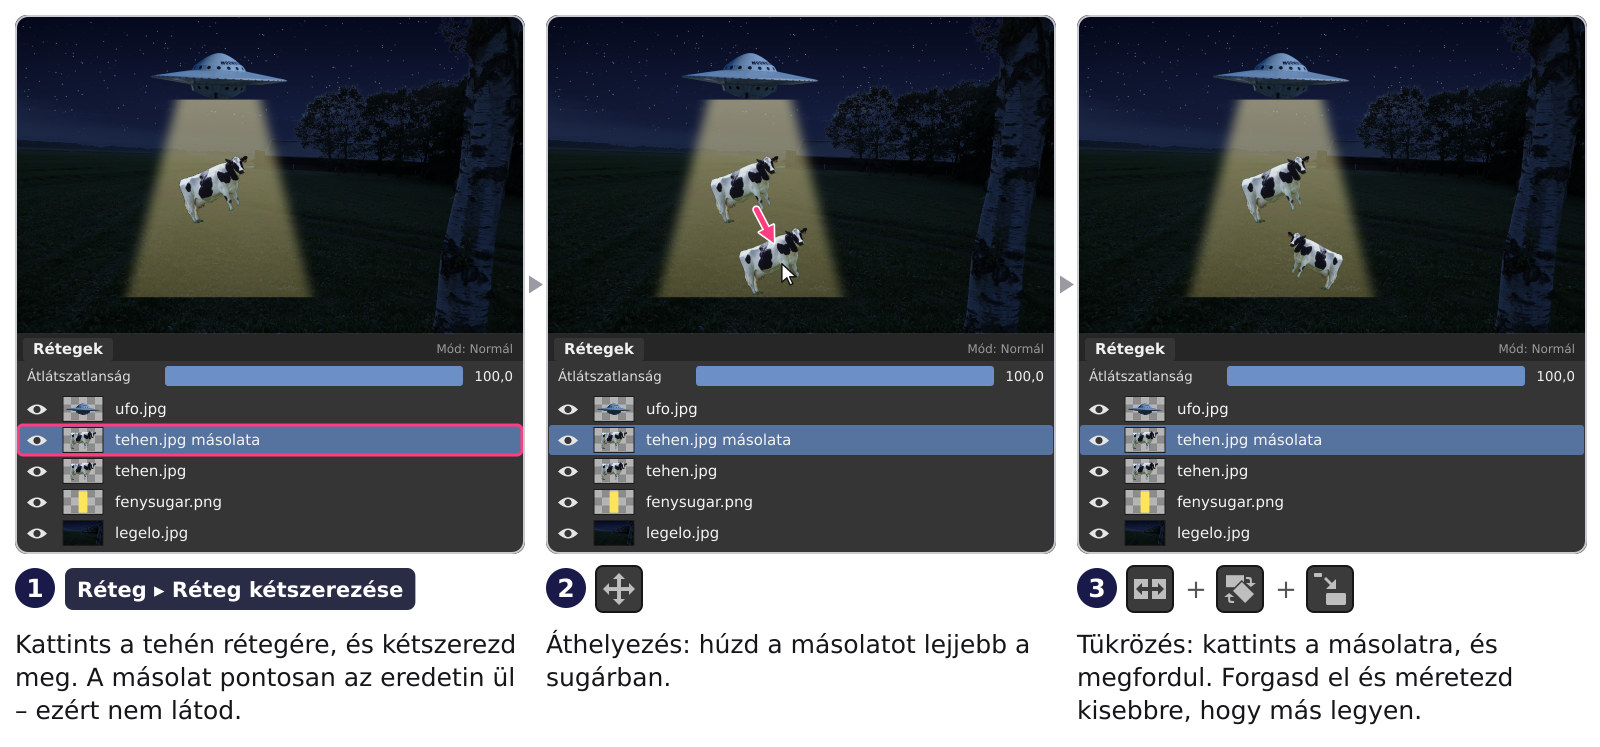 Rétegek
Mód: Normál
Átlátszatlanság
100,0
ufo.jpg
tehen.jpg másolata
tehen.jpg
fenysugar.png
legelo.jpg
1 Réteg ▸ Réteg kétszerezése
Kattints a tehén rétegére, és kétszerezd
meg. A másolat pontosan az eredetin ül
– ezért nem látod.
Rétegek
Mód: Normál
Átlátszatlanság
100,0
ufo.jpg
tehen.jpg másolata
tehen.jpg
fenysugar.png
legelo.jpg
2
Áthelyezés: húzd a másolatot lejjebb a
sugárban.
Rétegek
Mód: Normál
Átlátszatlanság
100,0
ufo.jpg
tehen.jpg másolata
tehen.jpg
fenysugar.png
legelo.jpg
3 + +
Tükrözés: kattints a másolatra, és
megfordul. Forgasd el és méretezd
kisebbre, hogy más legyen.